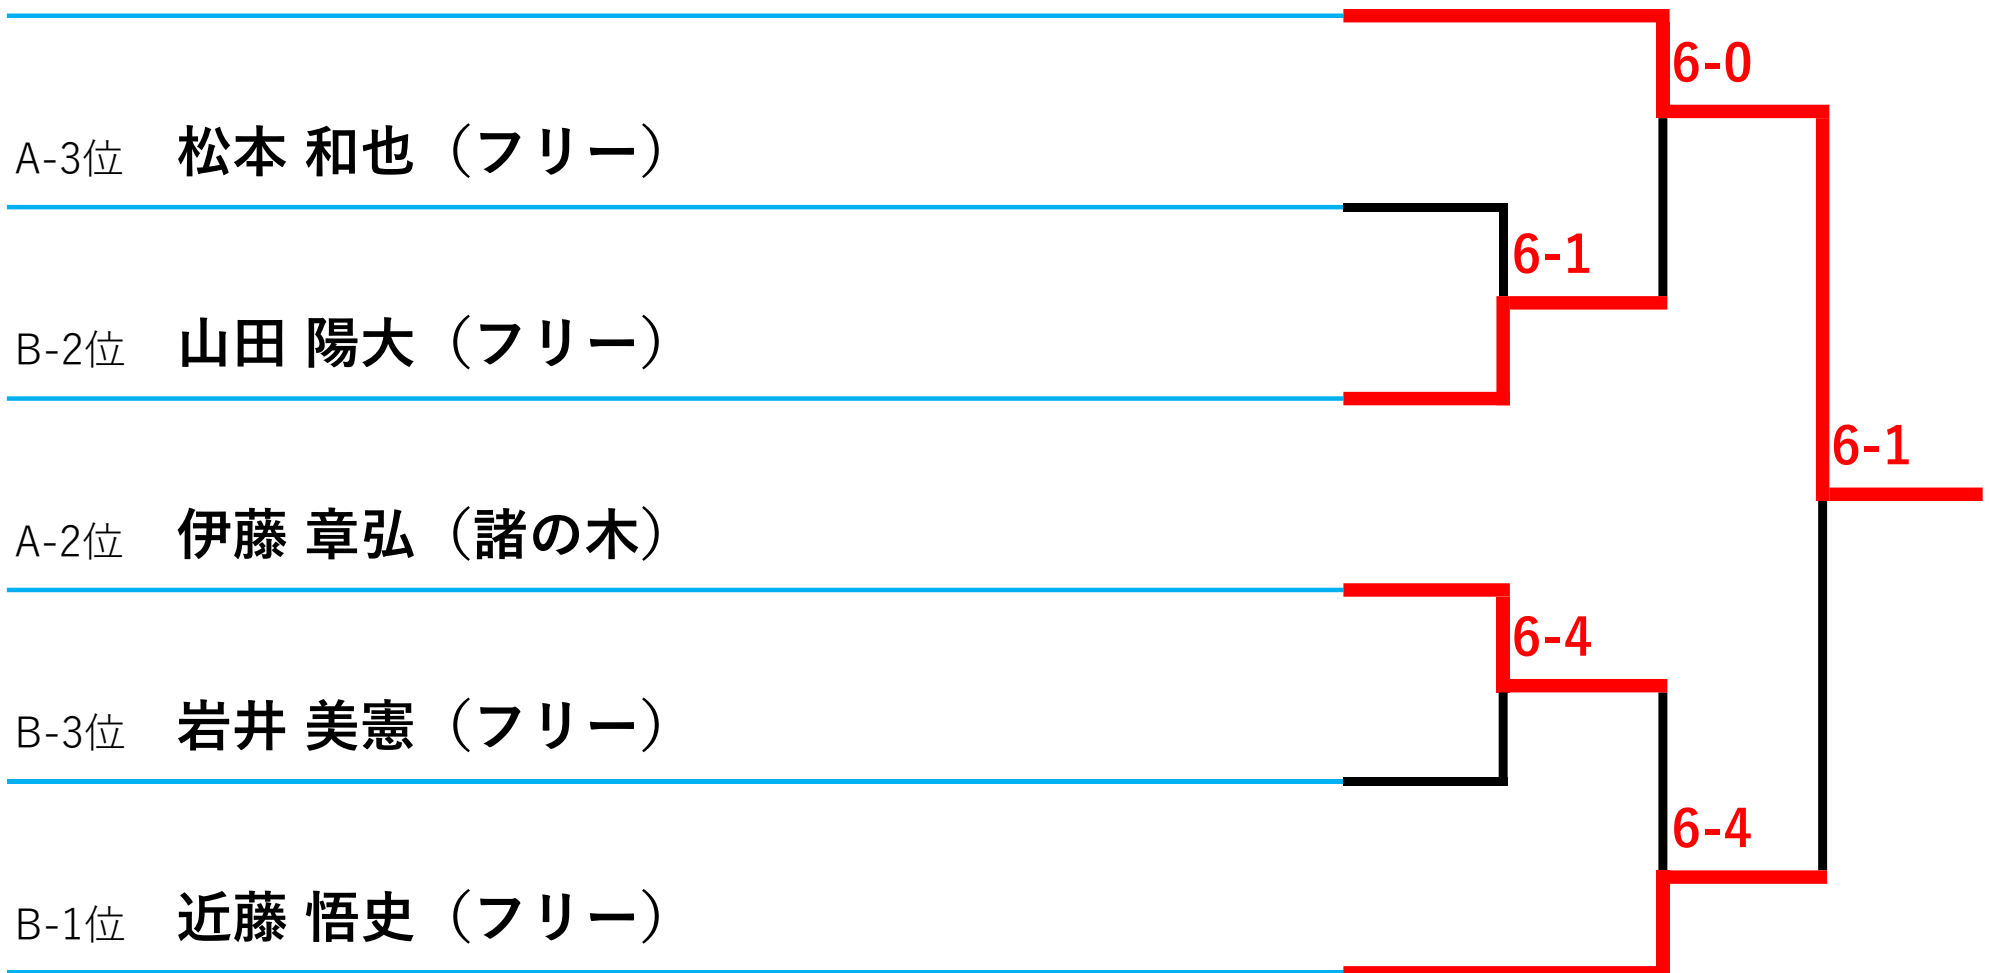 6-0
A-3位 松本 和也（フリー）
6-1
B-2位 山田 陽大（フリー）
6-1
A-2位 伊藤 章弘（諸の木）
6-4
B-3位 岩井 美憲（フリー）
6-4
B-1位 近藤 悟史（フリー）